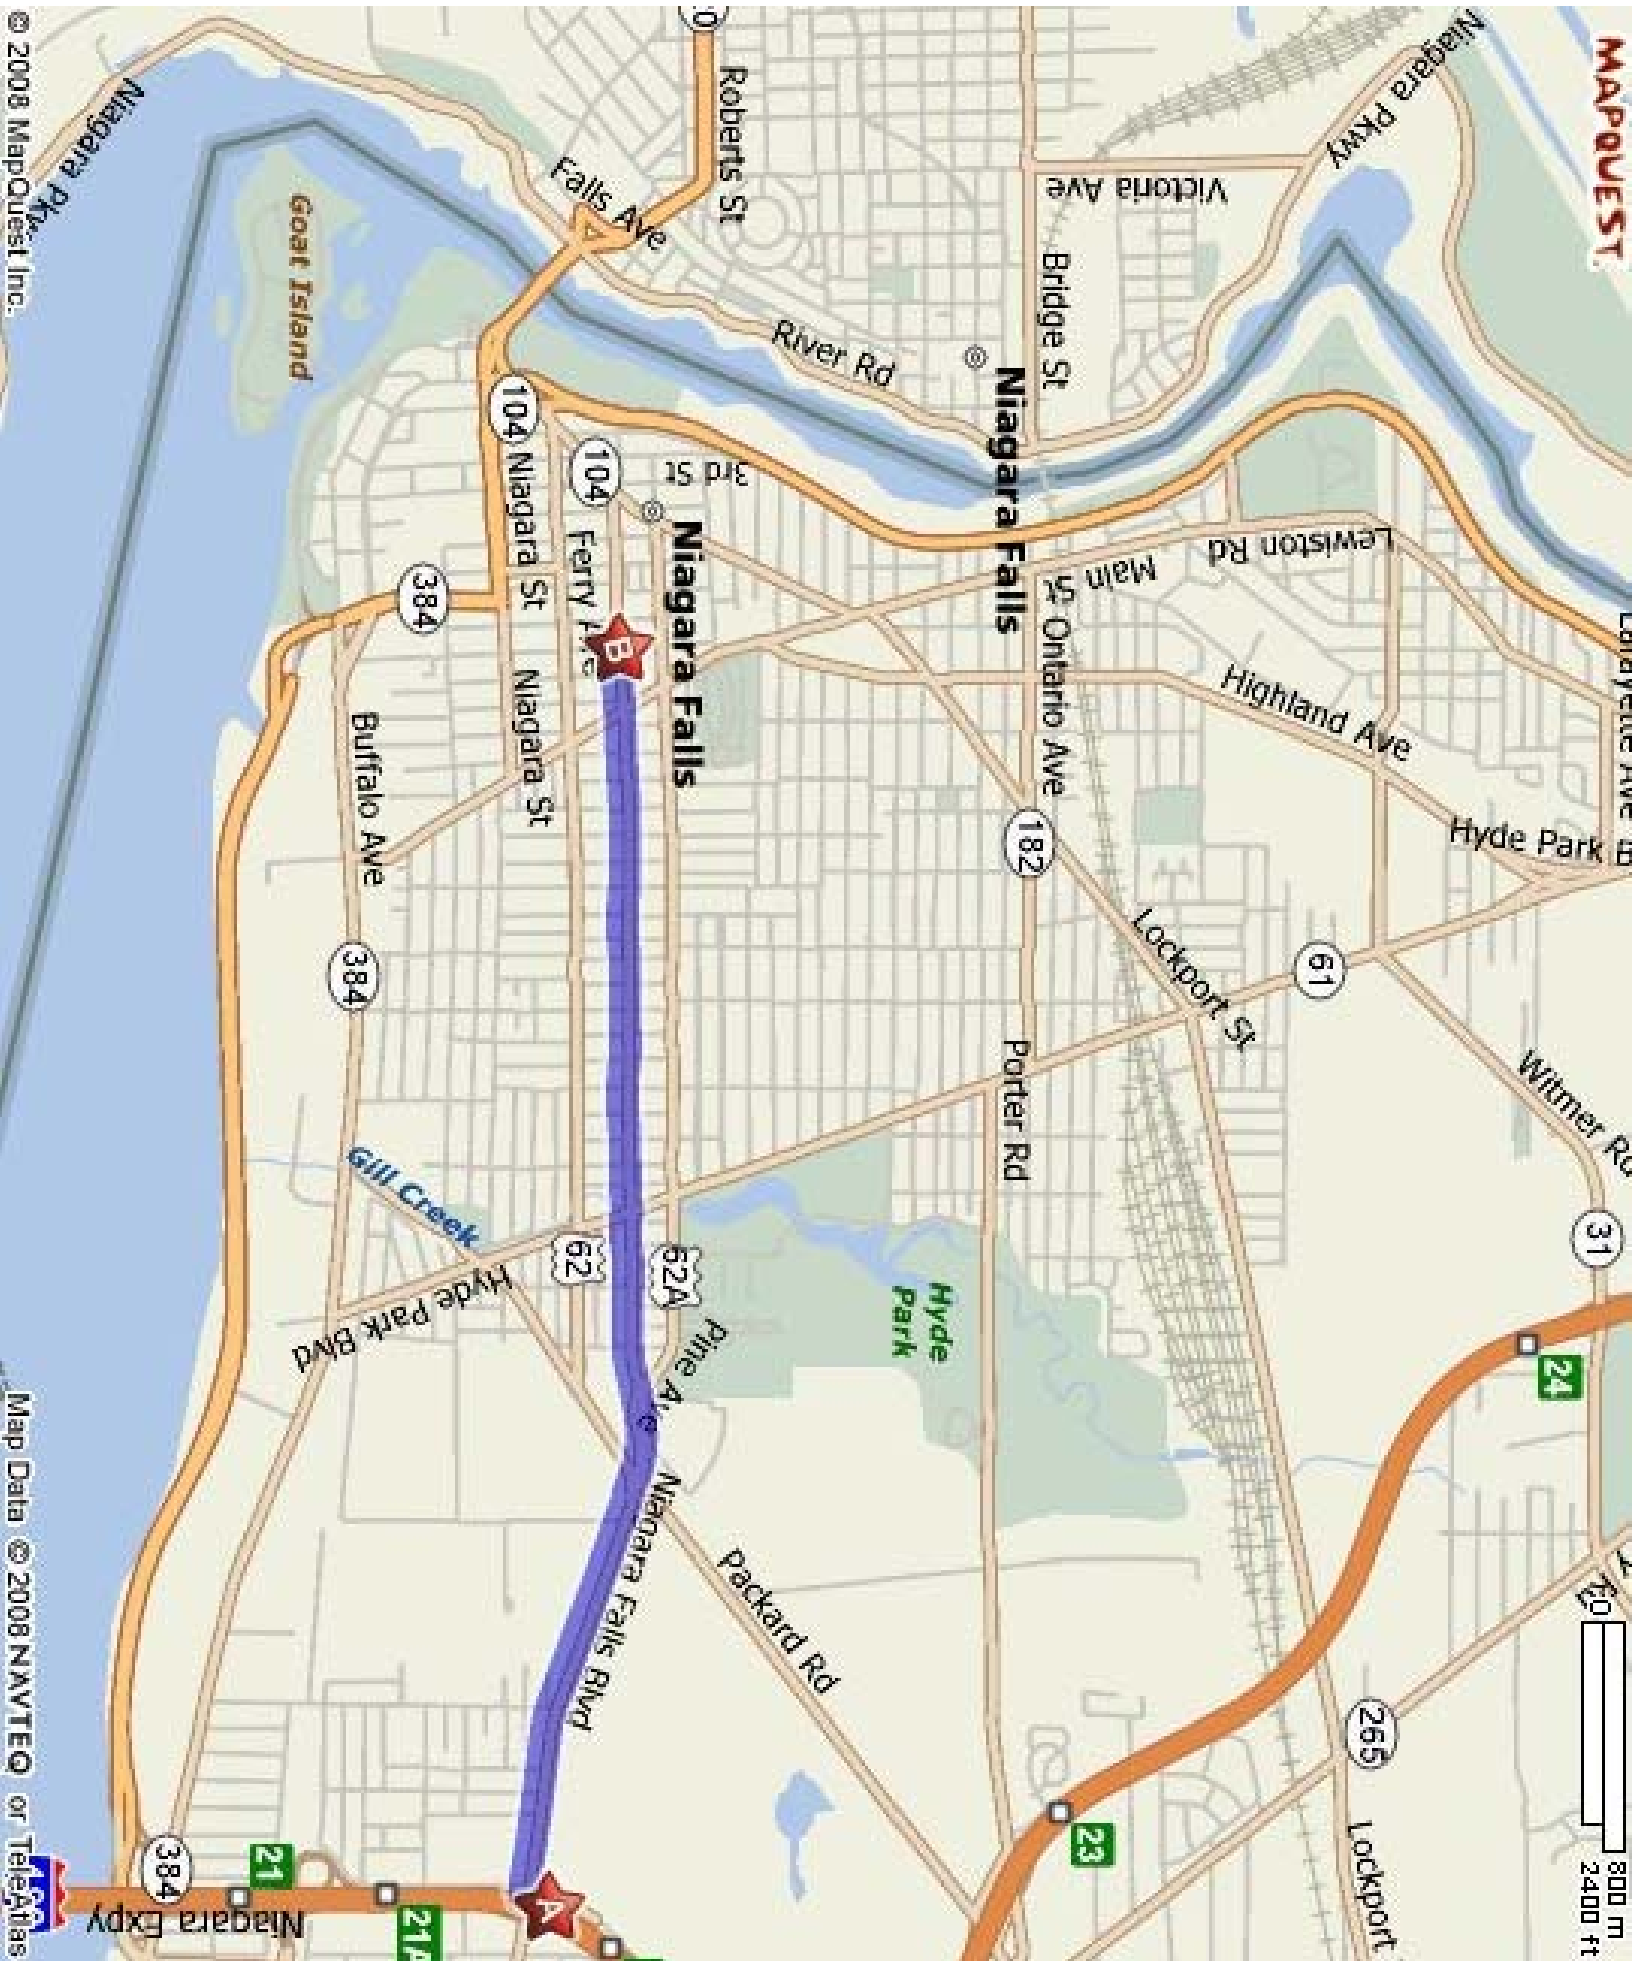 MAPQUEST.
800 m
2400 ft
0
Niagara Pkwy
Victoria Ave
Roberts St
Falls Ave
Bridge St
River Rd
Niagara Pkwy
Goat Island
Niagara Falls
3rd St
104
104
Niagara St
Ferry Ave
Niagara Falls
Main St
Lewiston Rd
Ontario Ave
Highland Ave
Hyde Park B
384
B
Niagara St
Buffalo Ave
182
Lockport St
61
Witmer Rd
384
Porter Rd
Gill Creek
Hyde Park Blvd
62
62A
Pine Ave
Hyde Park
31
24
Niagara Falls Blvd
Packard Rd
265
Lockport
23
384
21
21A
A
Niagara Expy
© 2008 MapQuest Inc.
Map Data © 2008 NAVTEQ or TeleAtlas